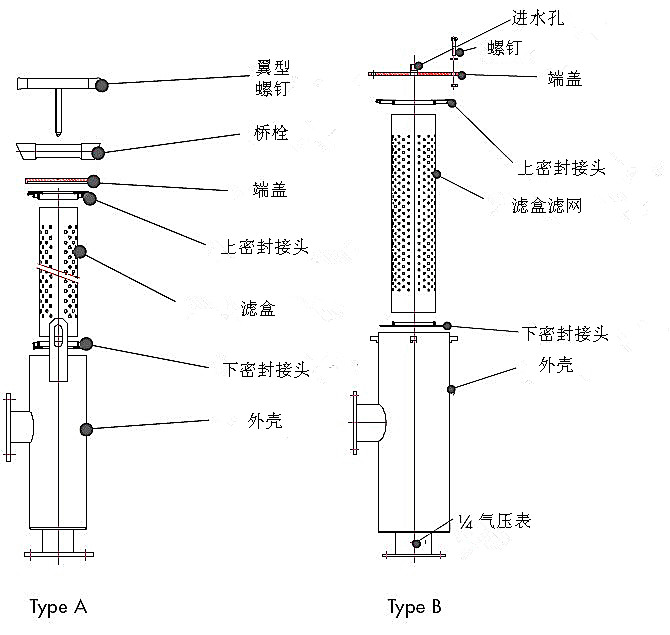 翼型
螺钉
桥栓
端盖
上密封接头
滤盒
下密封接头
外壳
Type A
进水孔
螺钉
端盖
上密封接头
滤盒滤网
下密封接头
外壳
¼ 气压表
Type B